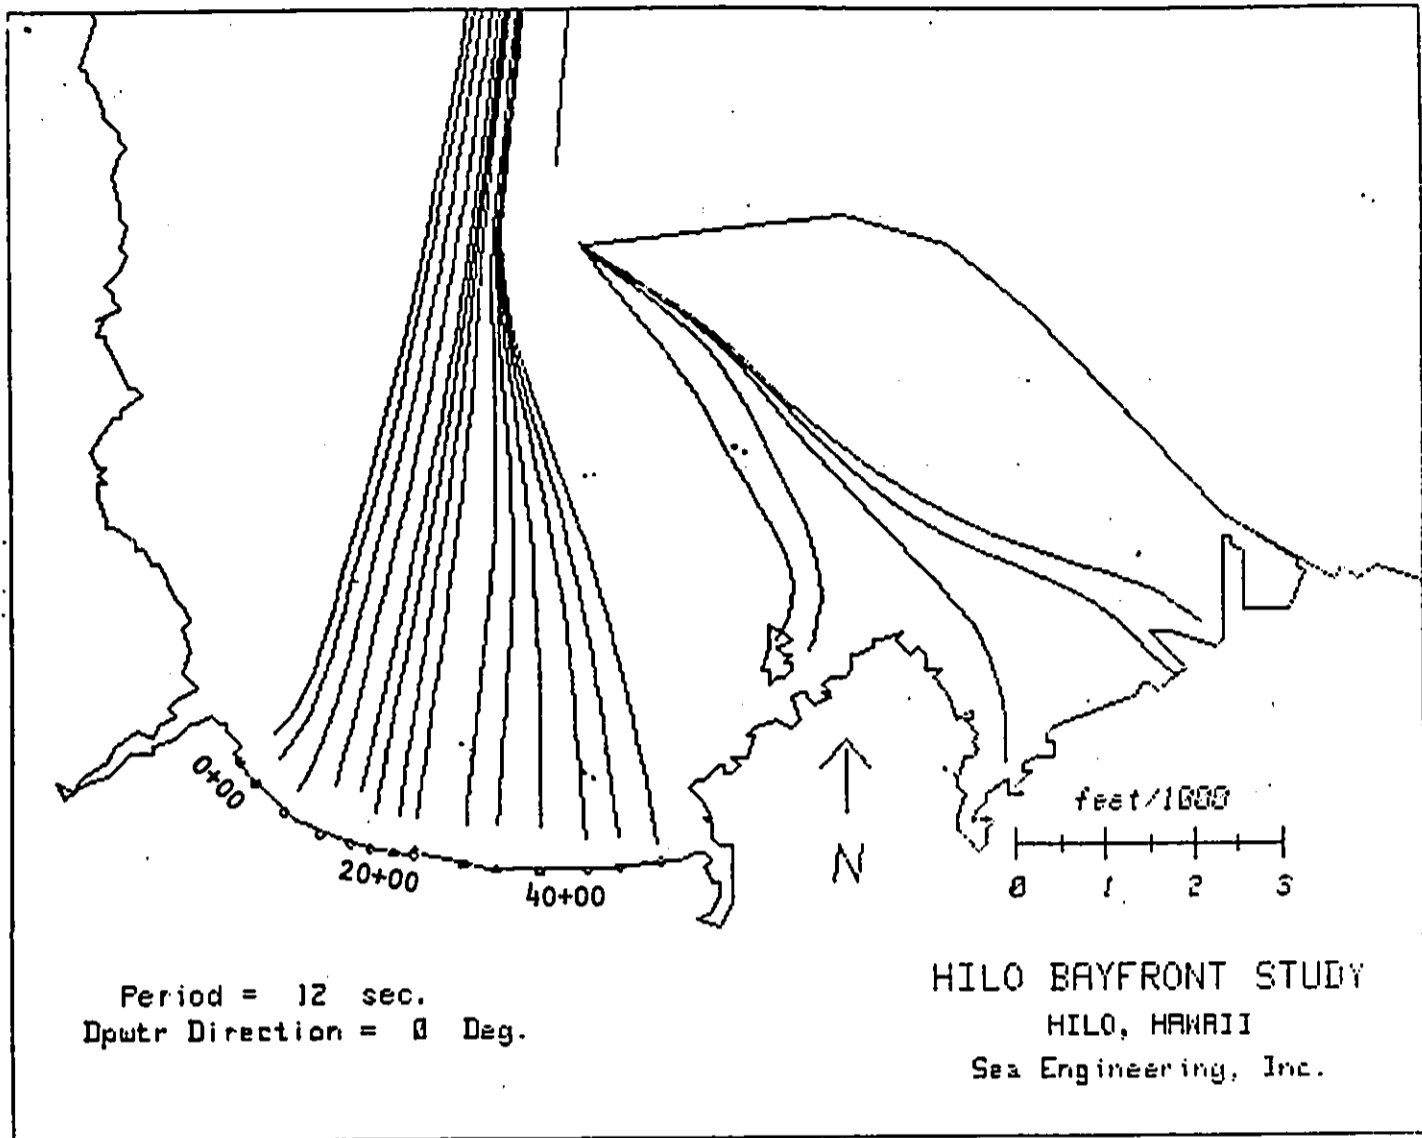 0+00
20+00
40+00
N
feet/1000
0 1 2 3
Period = 12 sec.
Dpwtr Direction = 0 Deg.
HILO BAYFRONT STUDY
HILO, HAWAII
Sea Engineering, Inc.